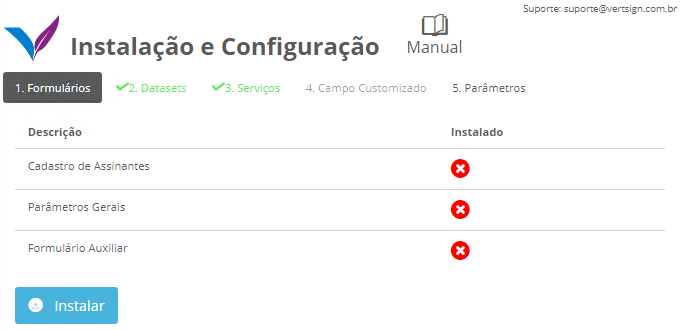 Suporte: suporte@vertsign.com.br
Instalação e Configuração
Manual
1. Formulários 2. Datasets 3. Serviços 4. Campo Customizado 5. Parâmetros
Descrição Instalado
Cadastro de Assinantes
Parâmetros Gerais
Formulário Auxiliar
Instalar